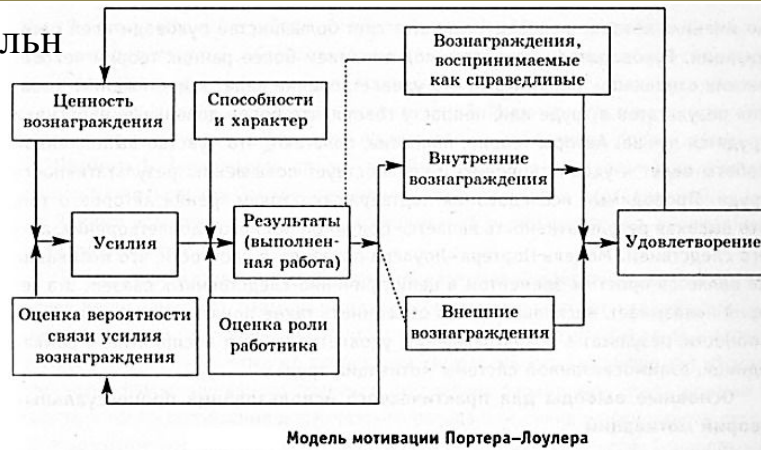 льн
Вознаграждения,
воспринимаемые
как справедливые
Ценность
вознаграждения
Способности
и характер
Внутренние
вознаграждения
Усилия
Результаты
(выполнен-
ная работа)
Удовлетворение
Оценка вероятности
связи усилия
вознаграждения
Оценка роли
работника
Внешние
вознаграждения
Модель мотивации Портера–Лоулера